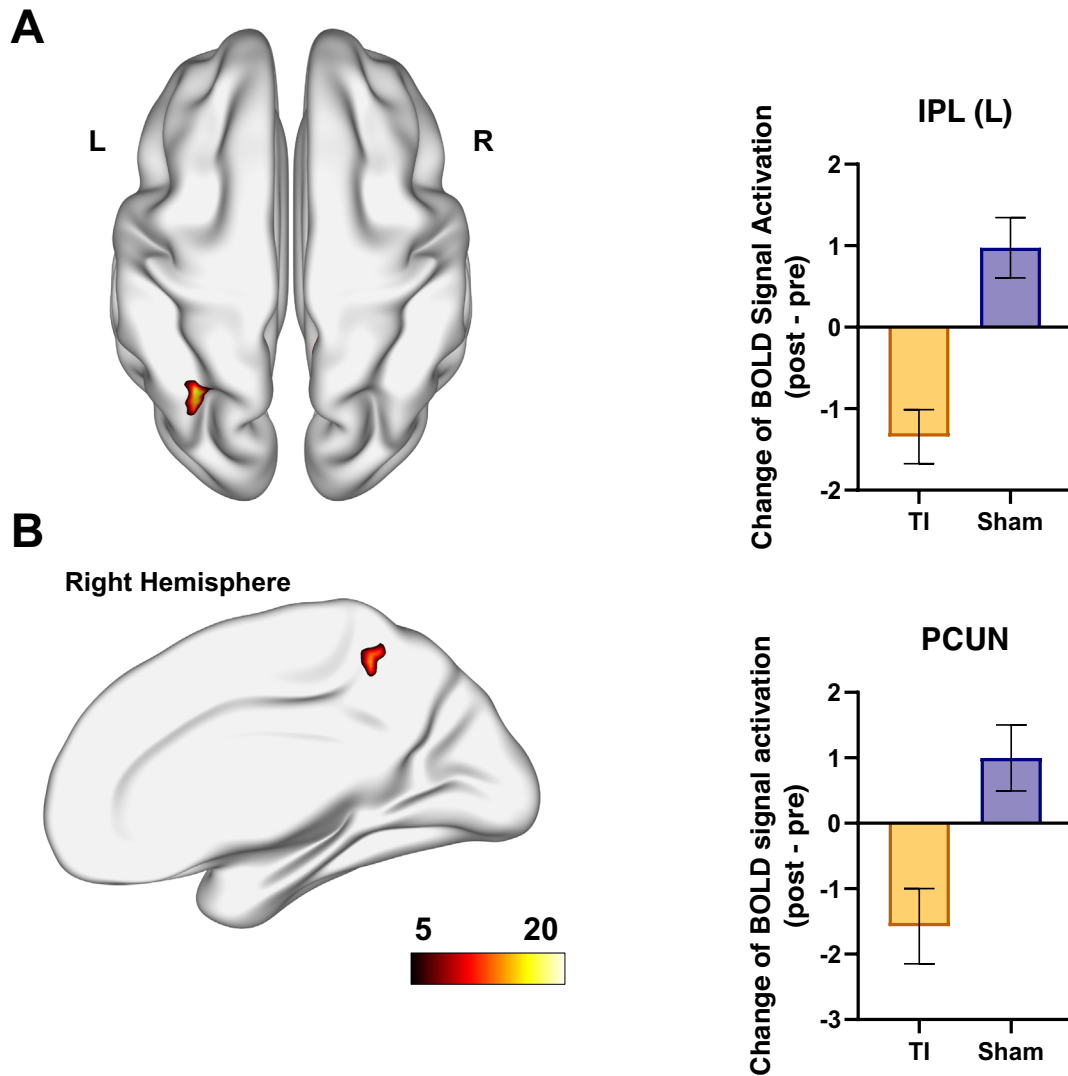 A
L
R
IPL (L)
Change of BOLD Signal Activation
(post - pre)
2
1
0
-1
-2
TI
Sham
B
Right Hemisphere
5
20
PCUN
Change of BOLD signal activation
(post - pre)
2
1
0
-1
-2
-3
TI
Sham